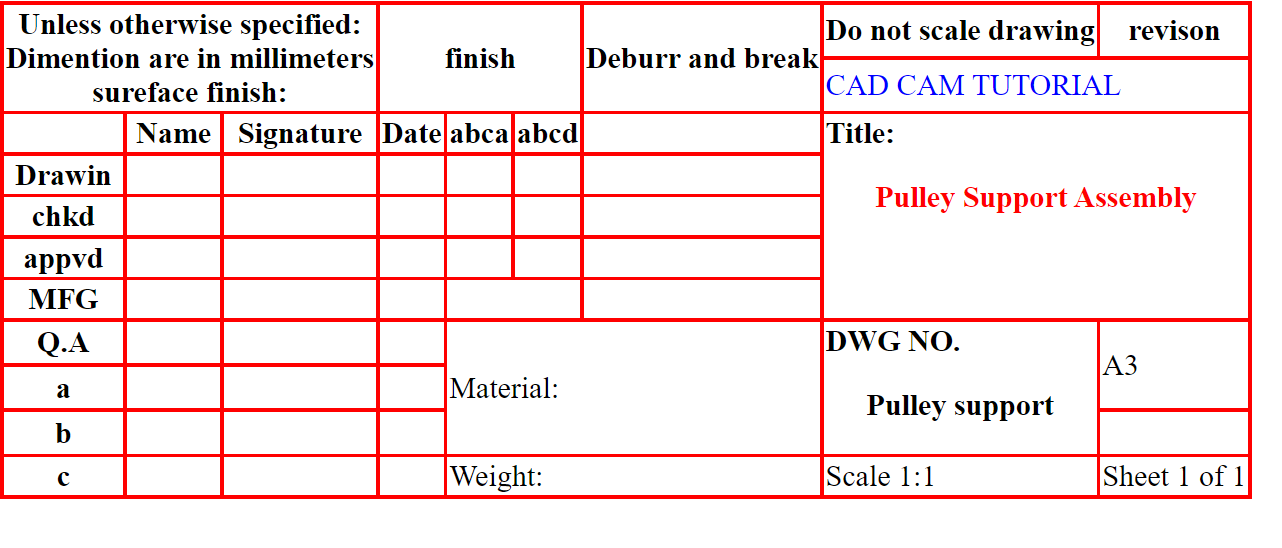 Unless otherwise specified:
Dimention are in millimeters
sureface finish:
finish
Deburr and break
Do not scale drawing
revison
CAD CAM TUTORIAL
Name
Signature
Date
abca
abcd
Title:
Pulley Support Assembly
Drawin
chkd
appvd
MFG
Q.A
a
b
c
Material:
Weight:
DWG NO.
Pulley support
A3
Scale 1:1
Sheet 1 of 1